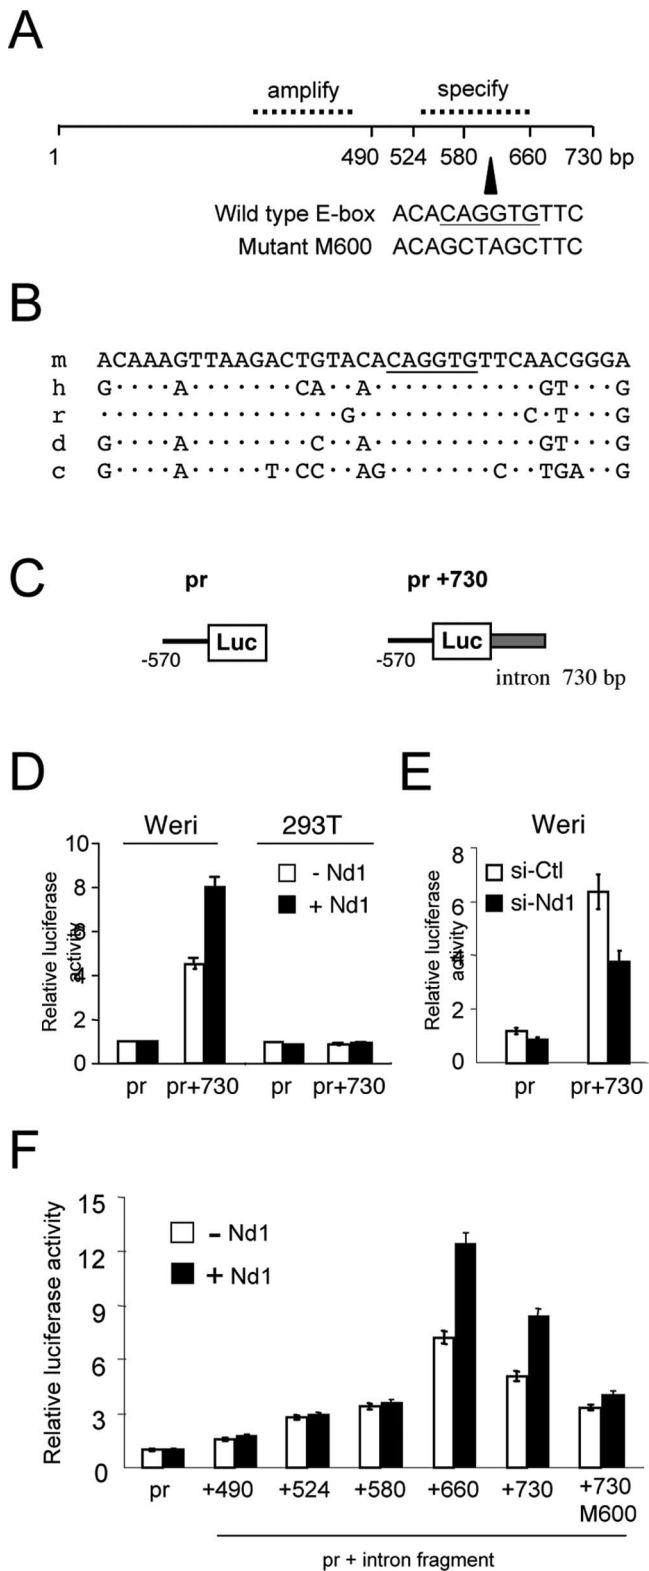 A
amplify specify
1 490 524 580 660 730 bp
Wild type E-box ACACAGGTGTTC
Mutant M600 ACAGCTAGCTTC
B
m ACAAAGTTAAGACTGTACACAGGTGTTCAACGGGA
h G····A·······CA··A···········GT···G
r ················G···········C·T···G
d G····A········C··A···········GT···G
c G····A·····T·CC··AG·······C··TGA··G
C
pr pr +730
Luc Luc
-570 -570
intron 730 bp
D
Weri 293T
Relative luciferase activity
10
8
6
4
2
0
- Nd1
+ Nd1
pr pr+730 pr pr+730
E
Weri
Relative luciferase activity
8
6
4
2
0
si-Ctl
si-Nd1
pr pr+730
F
Relative luciferase activity
15
12
9
6
3
0
- Nd1
+ Nd1
pr +490 +524 +580 +660 +730 +730 M600
pr + intron fragment